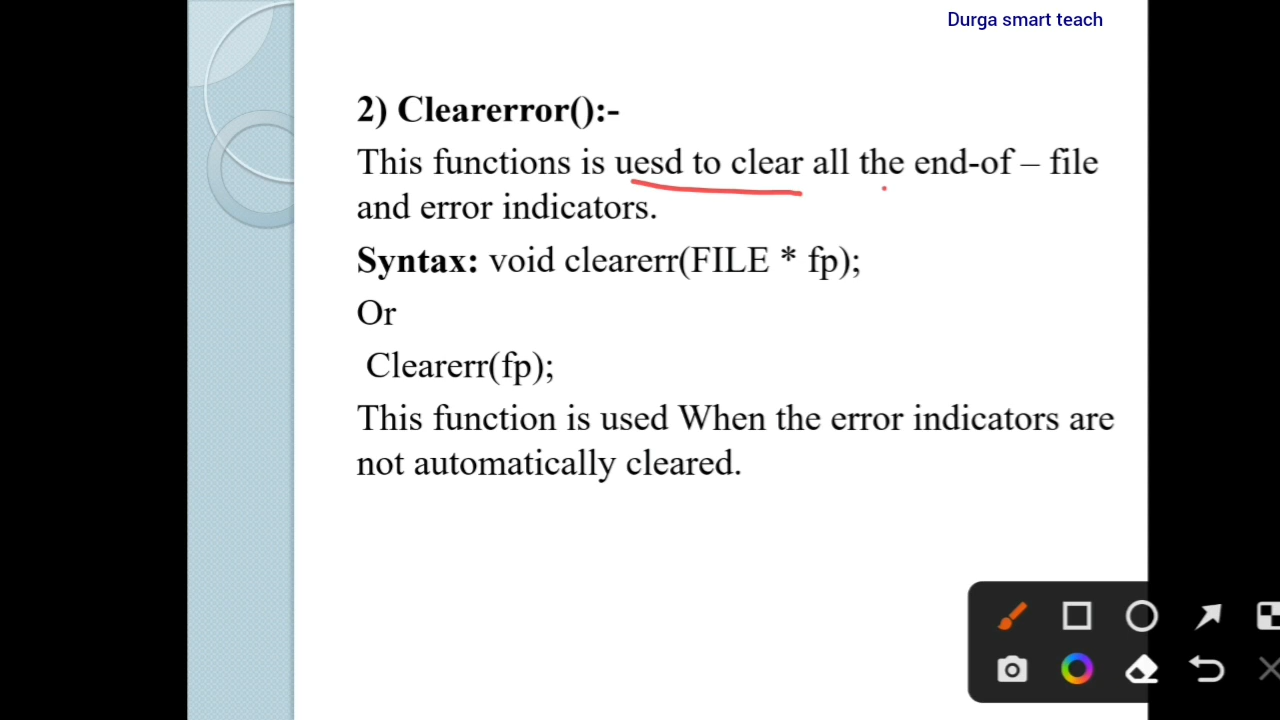 Durga smart teach
2) Clearerror():-
This functions is uesd to clear all the end-of – file
and error indicators.
Syntax: void clearerr(FILE * fp);
Or
Clearerr(fp);
This function is used When the error indicators are
not automatically cleared.